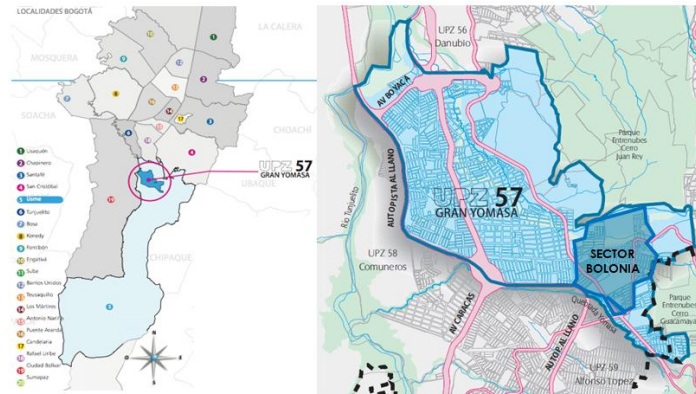 LOCALIDADES BOGOTÁ
LA CALERA
MOSQUERA
SOACHA
CHOACHI
UBAQUE
CHIPAQUE
UPZ 57
GRAN YOMASA
1 Usaquén
2 Chapinero
3 Santafé
4 San Cristóbal
5 Usme
6 Tunjuelito
7 Bosa
8 Kenedy
9 Fontibón
10 Engativá
11 Suba
12 Barrios Unidos
13 Teusaquillo
14 Los Mártires
15 Antonio Nariño
16 Puente Aranda
17 Candelaria
18 Rafael Uribe
19 Ciudad Bolívar
20 Sumapaz
N
UPZ 56
Danubio
AV BOYACÁ
AUTOPISTA AL LLANO
Río Tunjuelito
UPZ 57
GRAN YOMASA
Parque
Entrenubes
Cerro
Juan Rey
SECTOR
BOLONIA
UPZ 58
Comuneros
AV CARACAS
AUTOP. AL LLANO
Quebrada Yomasa
Parque
Entrenubes
Cerro
Guacamayas
UPZ 59
Alfonso López